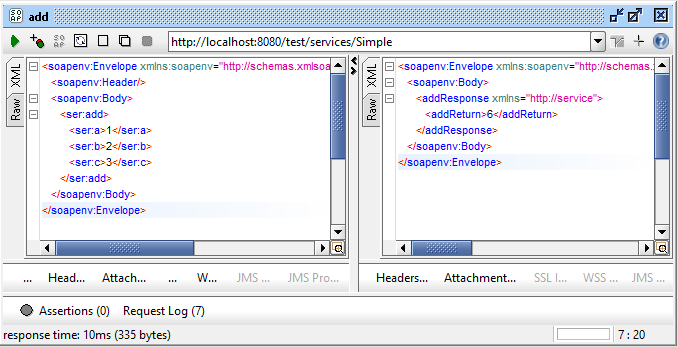 add
http://localhost:8080/test/services/Simple
XML
Raw
<soapenv:Envelope xmlns:soapenv="http://schemas.xmlsoa
<soapenv:Header/>
<soapenv:Body>
<ser:add>
<ser:a>1</ser:a>
<ser:b>2</ser:b>
<ser:c>3</ser:c>
</ser:add>
</soapenv:Body>
</soapenv:Envelope>
... Head... Attach... ... W... JMS ... JMS Pro...
XML
Raw
<soapenv:Envelope xmlns:soapenv="http://schemas.
<soapenv:Body>
<addResponse xmlns="http://service">
<addReturn>6</addReturn>
</addResponse>
</soapenv:Body>
</soapenv:Envelope>
Headers... Attachment... SSL I... WSS ... JMS ...
Assertions (0) Request Log (7)
response time: 10ms (335 bytes) 7 : 20